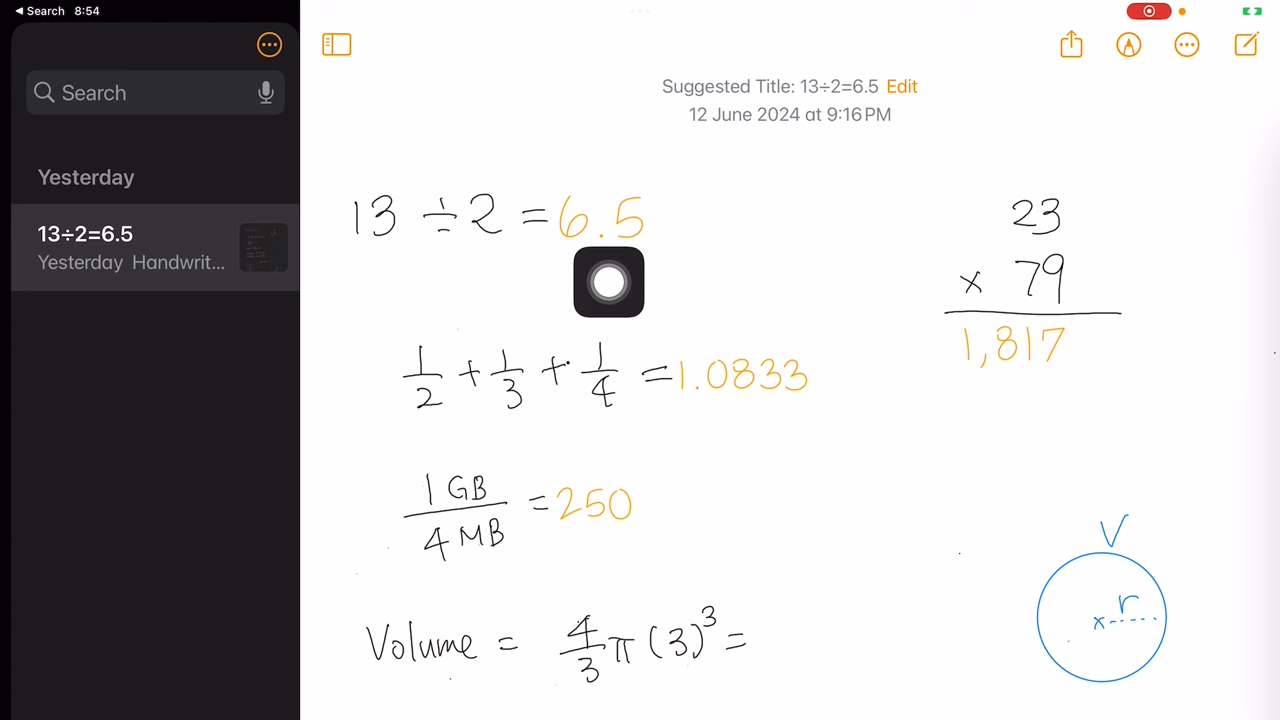 Search 8:54
Search
Yesterday
13÷2=6.5
Yesterday Handwrit...
Suggested Title: 13÷2=6.5 Edit
12 June 2024 at 9:16 PM
13 ÷ 2 = 6.5
23
x 79
1,817
1/2 + 1/3 + 1/4 = 1.0833
1 GB / 4 MB = 250
V
r
x
Volume = 4/3 π (3)³ =